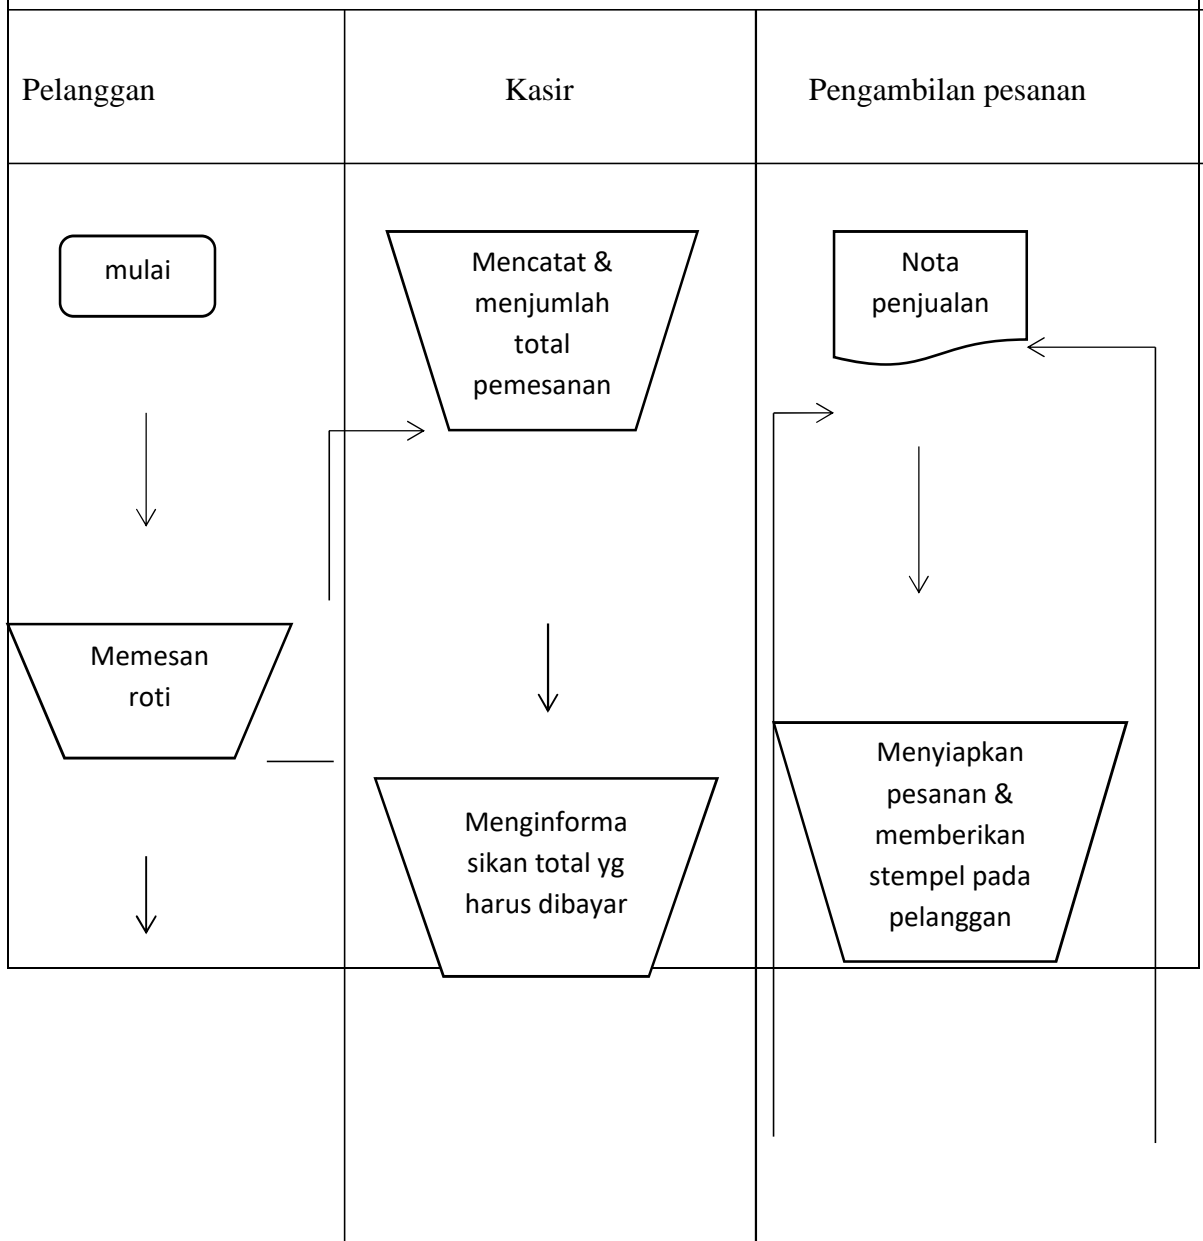 Pelanggan
Kasir
Pengambilan pesanan
mulai
Memesan
roti
Mencatat &
menjumlah
total
pemesanan
Menginforma
sikan total yg
harus dibayar
Nota
penjualan
Menyiapkan
pesanan &
memberikan
stempel pada
pelanggan